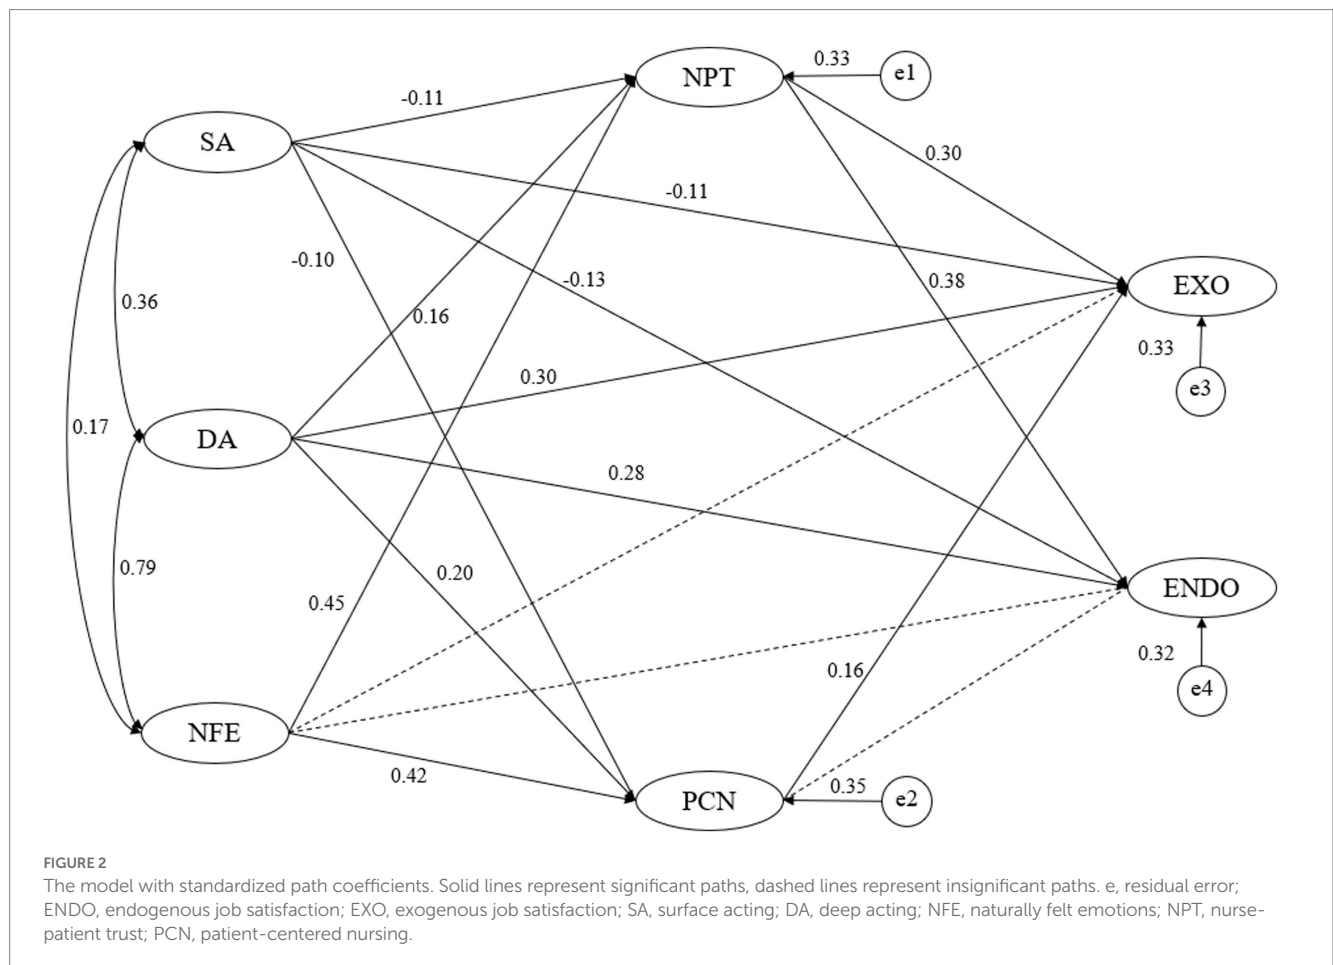 NPT
0.33
e1
-0.11
SA
0.30
-0.11
-0.10
-0.13
0.38
EXO
0.36
0.16
0.33
0.30
e3
0.17
DA
0.28
0.79
0.20
ENDO
0.45
0.16
0.32
e4
NFE
0.42
PCN
0.35
e2
FIGURE 2
The model with standardized path coefficients. Solid lines represent significant paths, dashed lines represent insignificant paths. e, residual error;
ENDO, endogenous job satisfaction; EXO, exogenous job satisfaction; SA, surface acting; DA, deep acting; NFE, naturally felt emotions; NPT, nurse-
patient trust; PCN, patient-centered nursing.